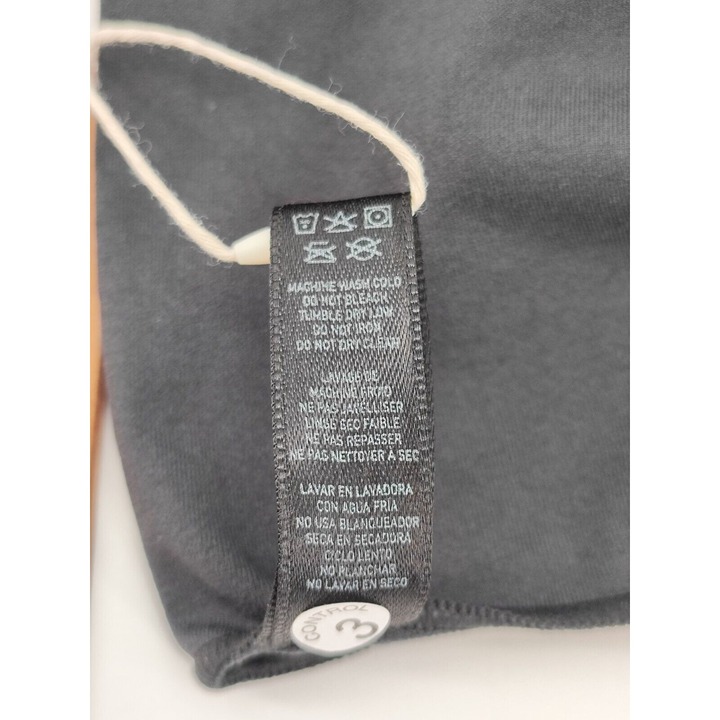 MACHINE WASH COLD
DO NOT BLEACH
TUMBLE DRY LOW
DO NOT IRON
DO NOT DRY CLEAN
LAVAGE DE
MACHINE FROID
NE PAS JAVELLISER
LINGE SEC FAIBLE
NE PAS REPASSER
NE PAS NETTOYER À SEC
LAVAR EN LAVADORA
CON AGUA FRÍA
NO USA BLANQUEADOR
SECA EN SECADORA
CICLO LENTO
NO PLANCHAR
NO LAVAR EN SECO
CONTROL
3